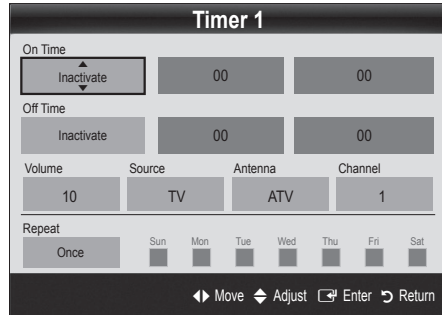 Timer 1
On Time
Inactivate 00 00
Off Time
Inactivate 00 00
Volume Source Antenna Channel
10 TV ATV 1
Repeat Sun Mon Tue Wed Thu Fri Sat
Once
Move Adjust Enter Return